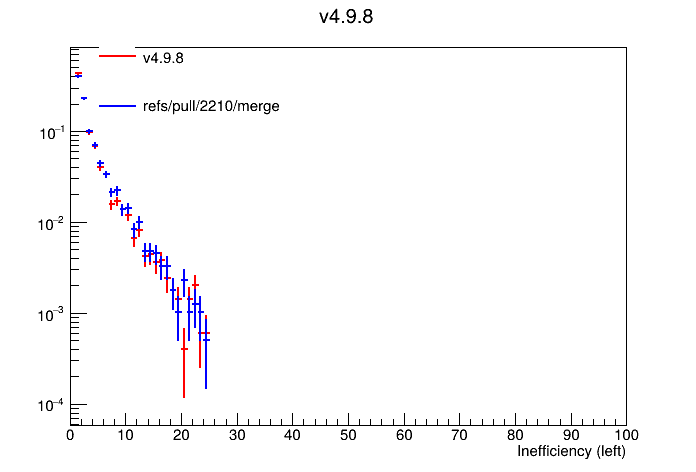 v4.9.8
v4.9.8
refs/pull/2210/merge
10⁻¹
10⁻²
10⁻³
10⁻⁴
0 10 20 30 40 50 60 70 80 90 100
Inefficiency (left)